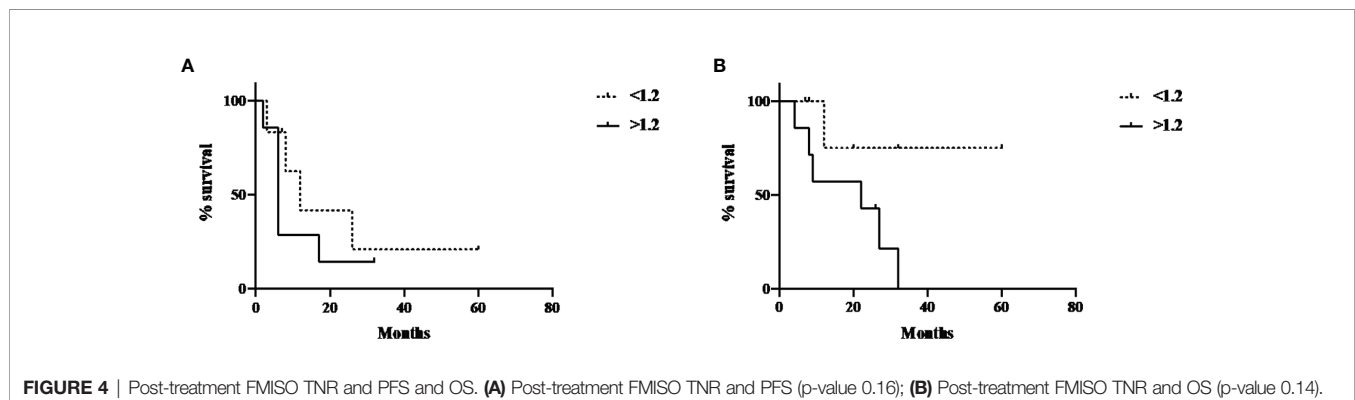 A
<1.2
>1.2
% survival
100
50
0
0 20 40 60 80
Months
B
<1.2
>1.2
% survival
100
50
0
0 20 40 60 80
Months
FIGURE 4 | Post-treatment FMISO TNR and PFS and OS. (A) Post-treatment FMISO TNR and PFS (p-value 0.16); (B) Post-treatment FMISO TNR and OS (p-value 0.14).